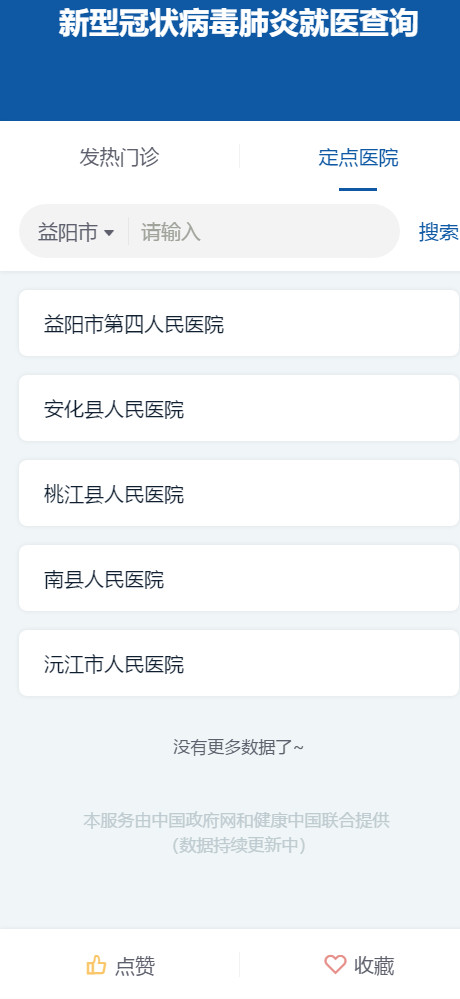 新型冠状病毒肺炎就医查询
发热门诊
定点医院
益阳市
请输入
搜索
益阳市第四人民医院
安化县人民医院
桃江县人民医院
南县人民医院
沅江市人民医院
没有更多数据了~
本服务由中国政府网和健康中国联合提供
（数据持续更新中）
点赞
收藏